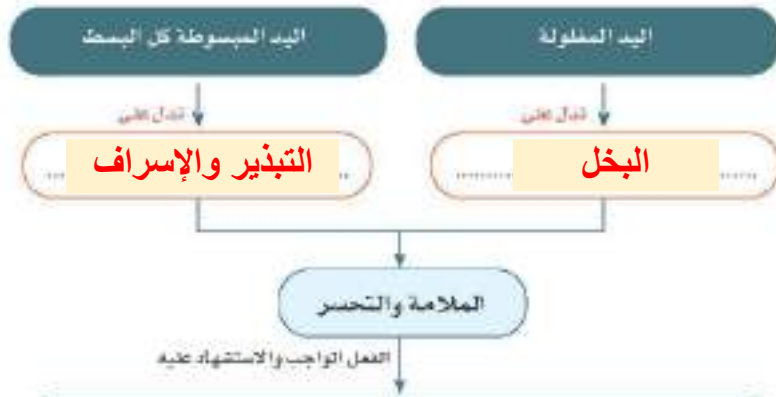 اليد المغلولة
اليد المبسوطة كل البسط
تدل على
تدل على
البخل
التبذير والإسراف
الملامة والتحسر
الفعل الواجب والاستشهاد عليه